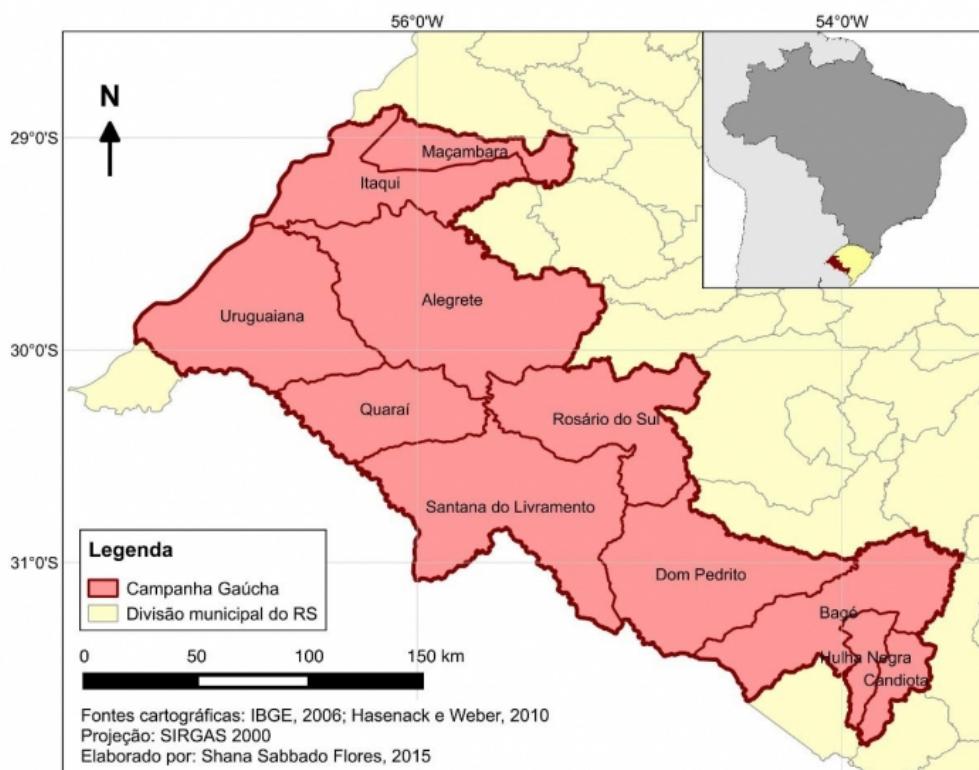 56°0'W
54°0'W
N
29°0'S
Maçambara
Itaqui
Uruguaiana
Alegrete
30°0'S
Quaraí
Rosário do Sul
Santana do Livramento
31°0'S
Dom Pedrito
Bagé
Hulha Negra
Candiota
Legenda
Campanha Gaúcha
Divisão municipal do RS
0 50 100 150 km
Fontes cartográficas: IBGE, 2006; Hasenack e Weber, 2010
Projeção: SIRGAS 2000
Elaborado por: Shana Sabbado Flores, 2015